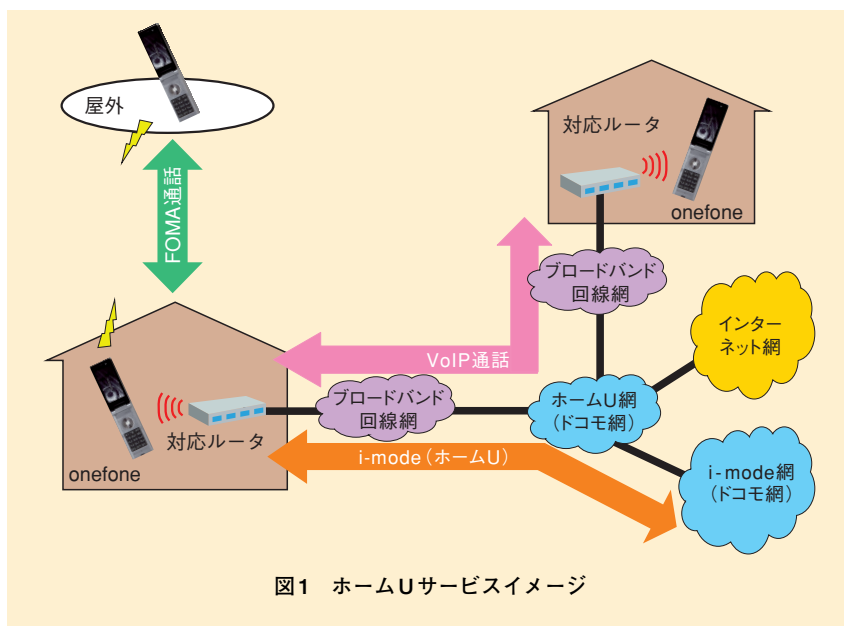 屋外
FOMA通話
対応ルータ
onefone
ブロードバンド
回線網
インター
ネット網
VoIP通話
ブロードバンド
回線網
ホームU網
(ドコモ網)
対応ルータ
onefone
i-mode(ホームU)
i-mode網
(ドコモ網)
図1 ホームUサービスイメージ